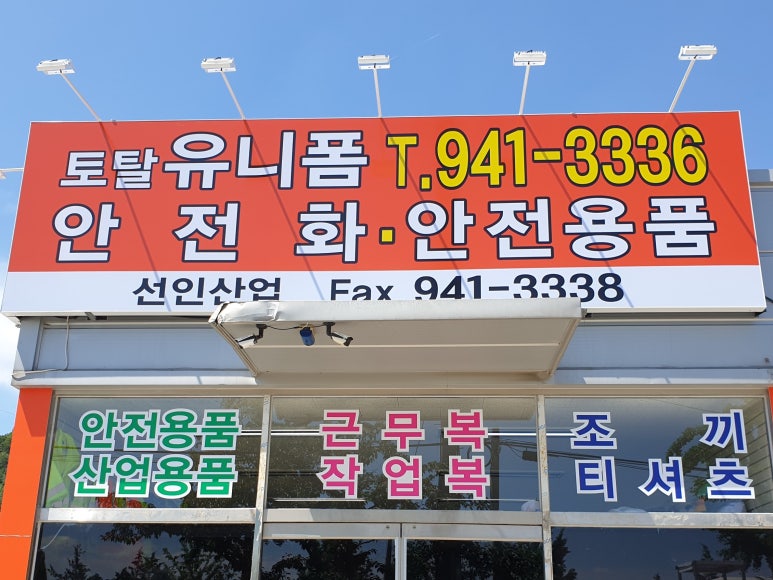 토탈유니폼 T.941-3336
안전화·안전용품
선인산업 Fax 941-3338
안전용품 근무복 조끼
산업용품 작업복 티셔츠